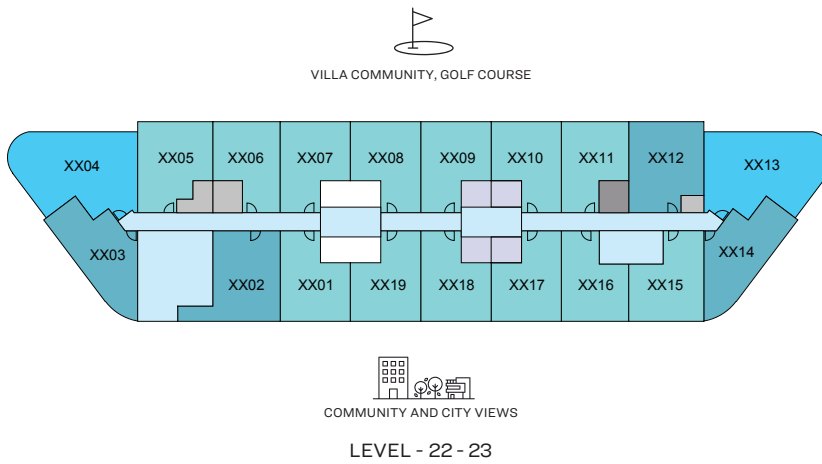 VILLA COMMUNITY, GOLF COURSE
XX04
XX05
XX06
XX07
XX08
XX09
XX10
XX11
XX12
XX13
XX03
XX02
XX01
XX19
XX18
XX17
XX16
XX15
XX14
COMMUNITY AND CITY VIEWS
LEVEL - 22 - 23